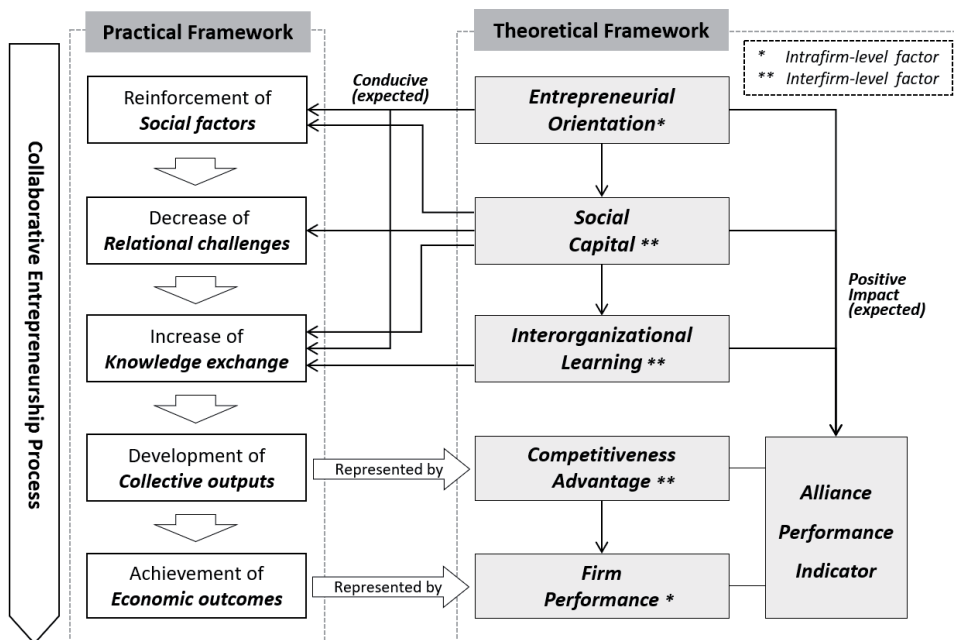 Practical Framework
Theoretical Framework
* Intrafirm-level factor
** Interfirm-level factor
Collaborative Entrepreneurship Process
Reinforcement of
Social factors
Conducive
(expected)
Entrepreneurial
Orientation*
Decrease of
Relational challenges
Social
Capital **
Positive
Impact
(expected)
Increase of
Knowledge exchange
Interorganizational
Learning **
Development of
Collective outputs
Represented by
Competitiveness
Advantage **
Alliance
Performance
Indicator
Achievement of
Economic outcomes
Represented by
Firm
Performance *